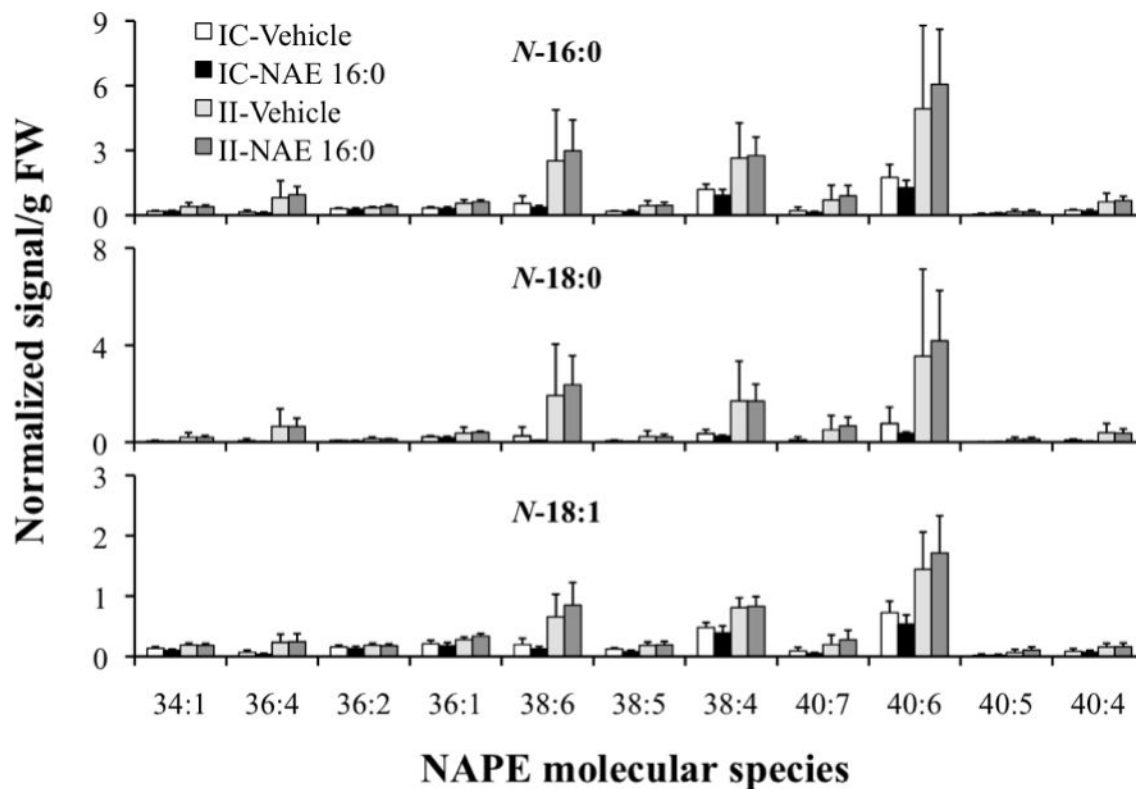 9
6
3
0
IC-Vehicle
IC-NAE 16:0
II-Vehicle
II-NAE 16:0
N-16:0
8
4
0
N-18:0
3
2
1
0
N-18:1
Normalized signal/g FW
34:1 36:4 36:2 36:1 38:6 38:5 38:4 40:7 40:6 40:5 40:4
NAPE molecular species